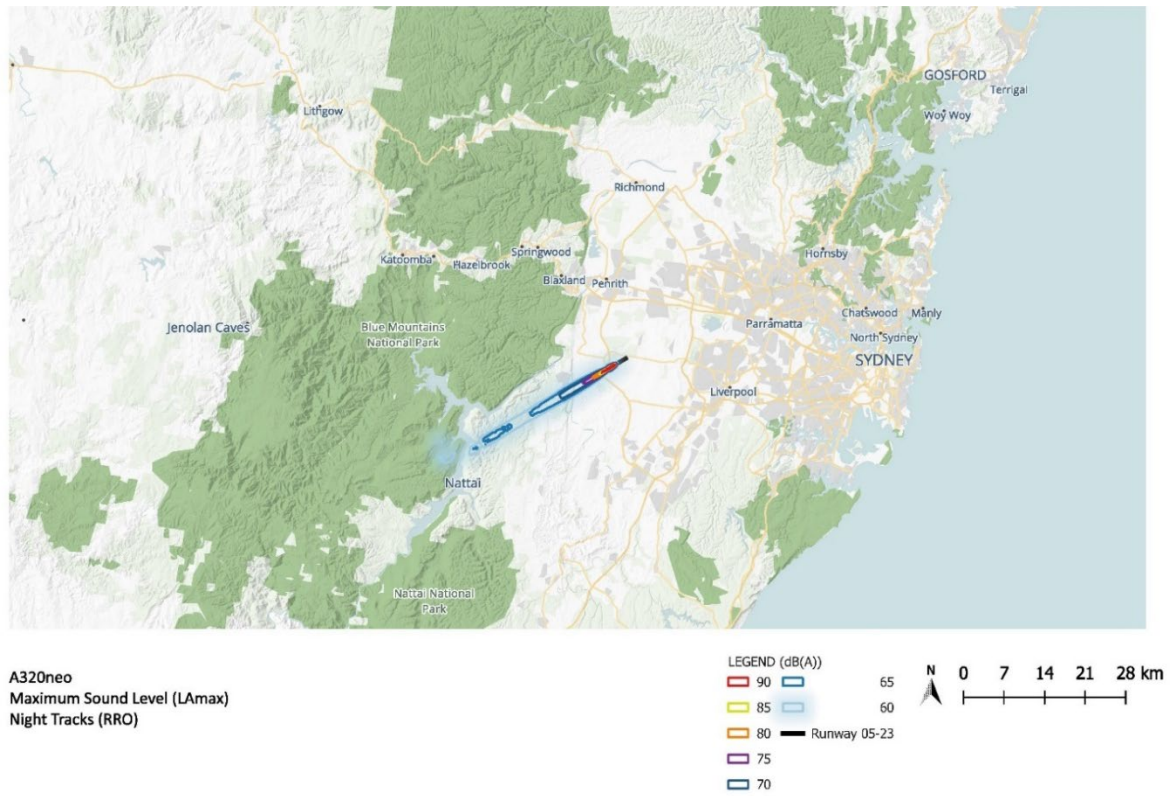 GOSFORD
Terrigal
Woy Woy
Lithgow
Richmond
Springwood
Hornsby
Katoomba
Hazelbrook
Blaxland
Penrith
Chatswood
Manly
Jenolan Caves
Blue Mountains
National Park
Parramatta
North Sydney
SYDNEY
Liverpool
Nattai
Nattai National
Park
A320neo
Maximum Sound Level (LAmax)
Night Tracks (RRO)
LEGEND (dB(A))
90 65
85 60
80 Runway 05-23
75
70
N
0 7 14 21 28 km